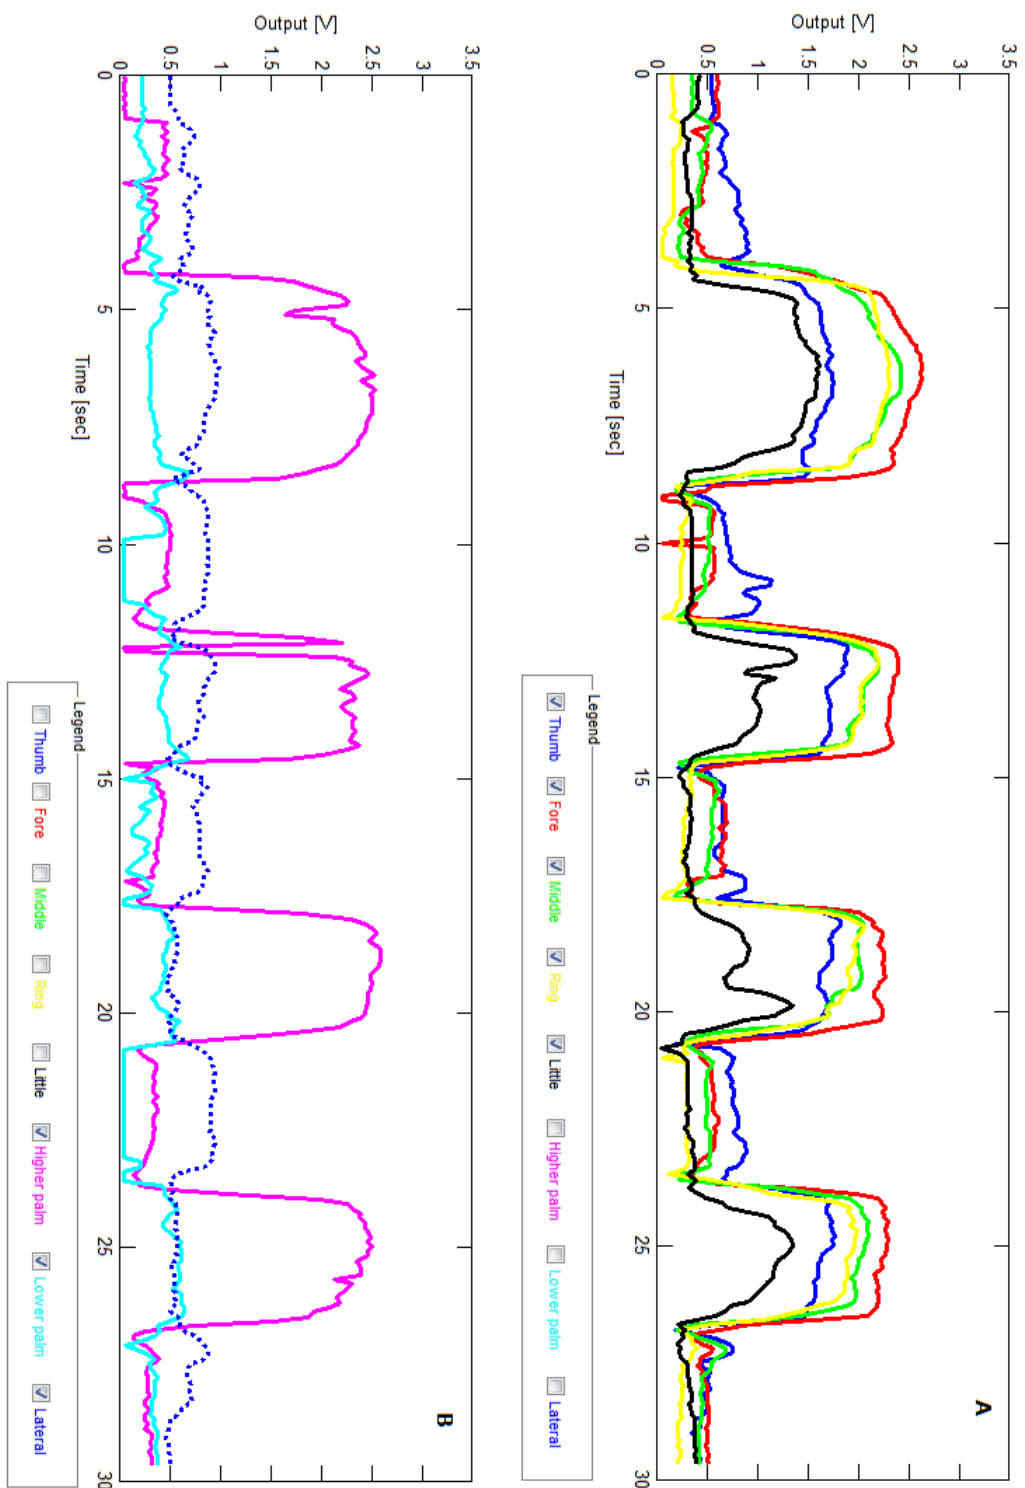 A
Output [V]
3.5
3
2.5
2
1.5
1
0.5
0
0 5 10 15 20 25 30
Time [sec]
Legend
Thumb Fore Middle Ring Little Higher palm Lower palm Lateral
B
Output [V]
3.5
3
2.5
2
1.5
1
0.5
0
0 5 10 15 20 25 30
Time [sec]
Legend
Thumb Fore Middle Ring Little Higher palm Lower palm Lateral